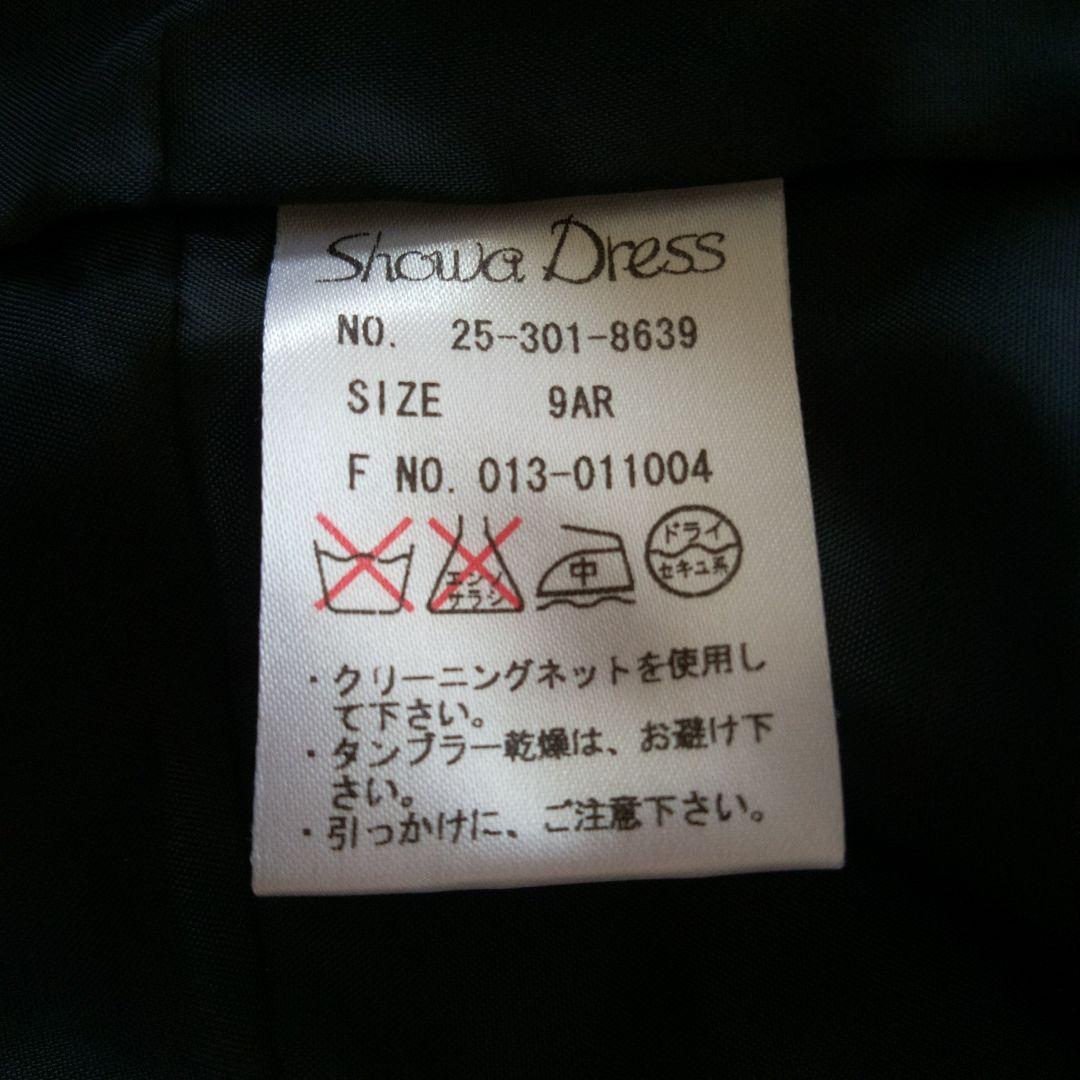 Showa Dress
NO. 25-301-8639
SIZE 9AR
F NO. 013-011004
エンソ
サラシ
中
ドライ
セキユ系
・クリーニングネットを使用し
て下さい。
・タンブラー乾燥は、お避け下
さい。
・引っかけに、ご注意下さい。